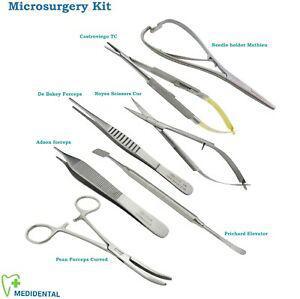 Microsurgery Kit
Castroviego TC
Needle holder Mathieu
De Bakey Forceps
Noyes Scissors Cur
Adson forceps
Prichard Elevator
Pean Forceps Curved
MEDIDENTAL